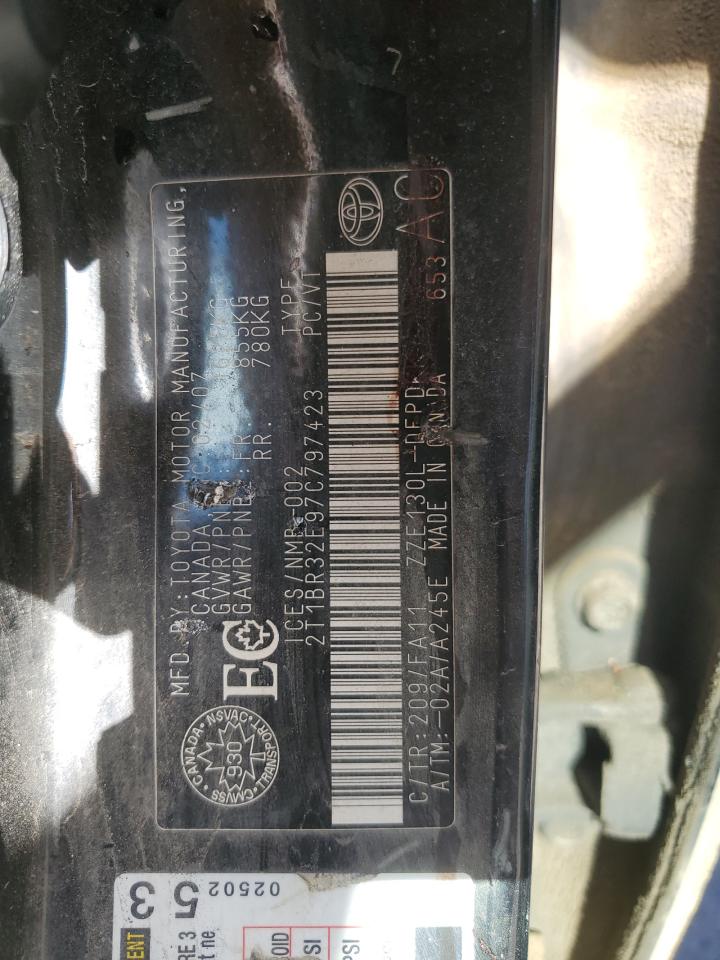 MFD. BY: TOYOTA MOTOR MANUFACTURING,
CANADA, 02/07
GVWR/PNBV:
GAWR/PNBE: FR. 855KG
RR. 780KG
ICES/NMB-002 TYPE
2T1BR32E97C797423 PC/VT
C/TR: 209/FA11 ZZE130L-DEPD 653 AC
A/TM: -02A/A245E MADE IN CANADA
EC
CANADA · NSVAC · TRANSPORT · CMVSS
930
5 02502
3